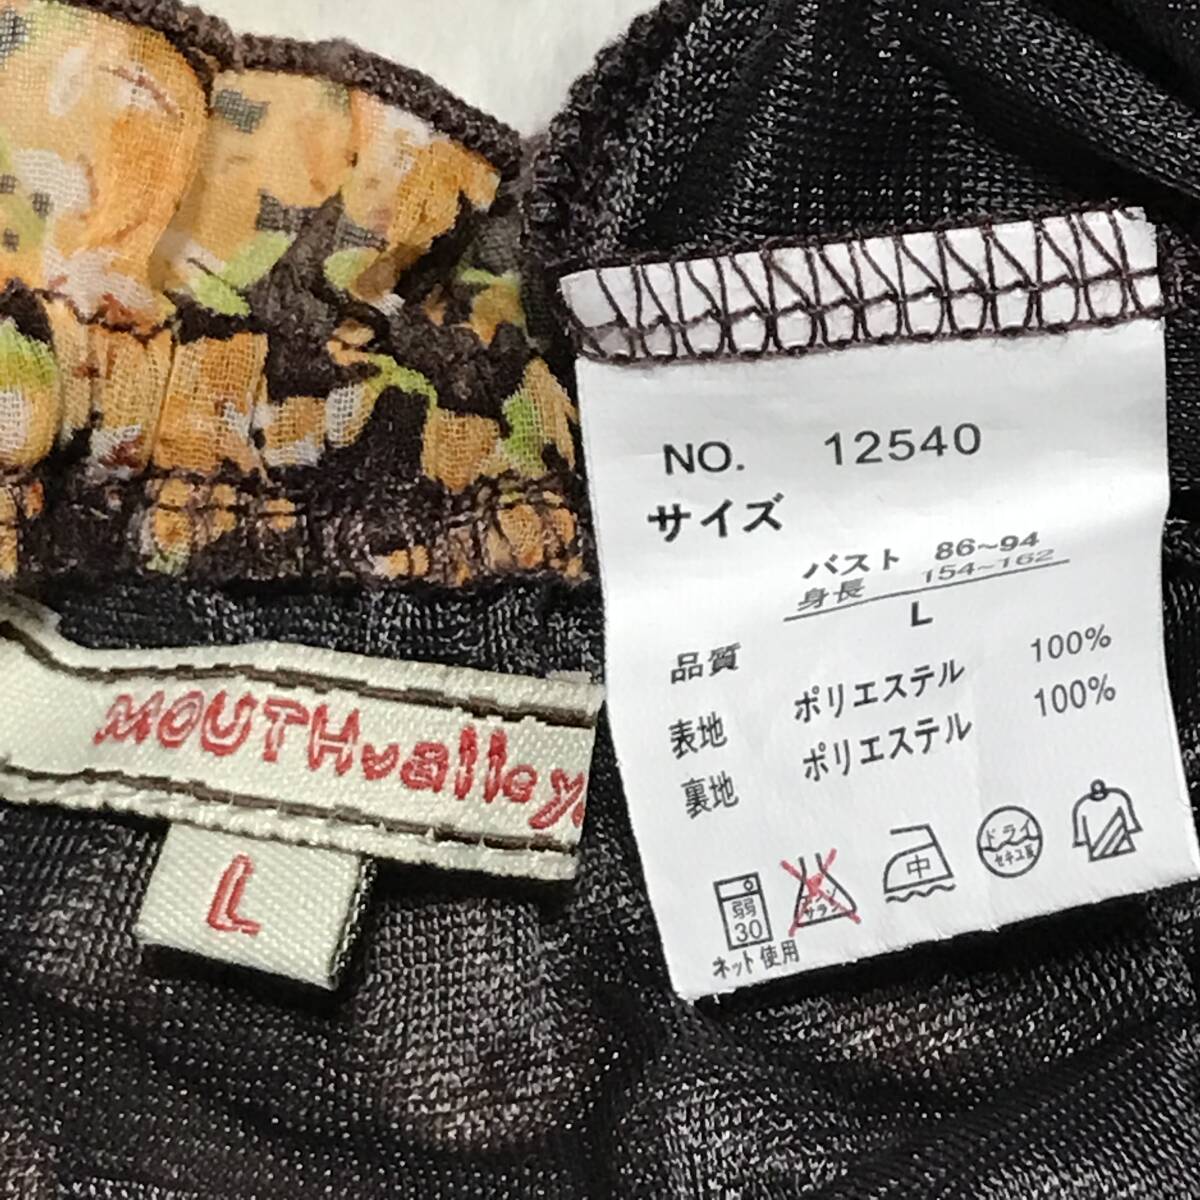 NO. 12540
サイズ
バスト 86~94
身長 154~162
L
品質
表地 ポリエステル 100%
裏地 ポリエステル 100%
弱
30
ネット使用
中
ドライ
セキユ系
MOUTHvalley
L